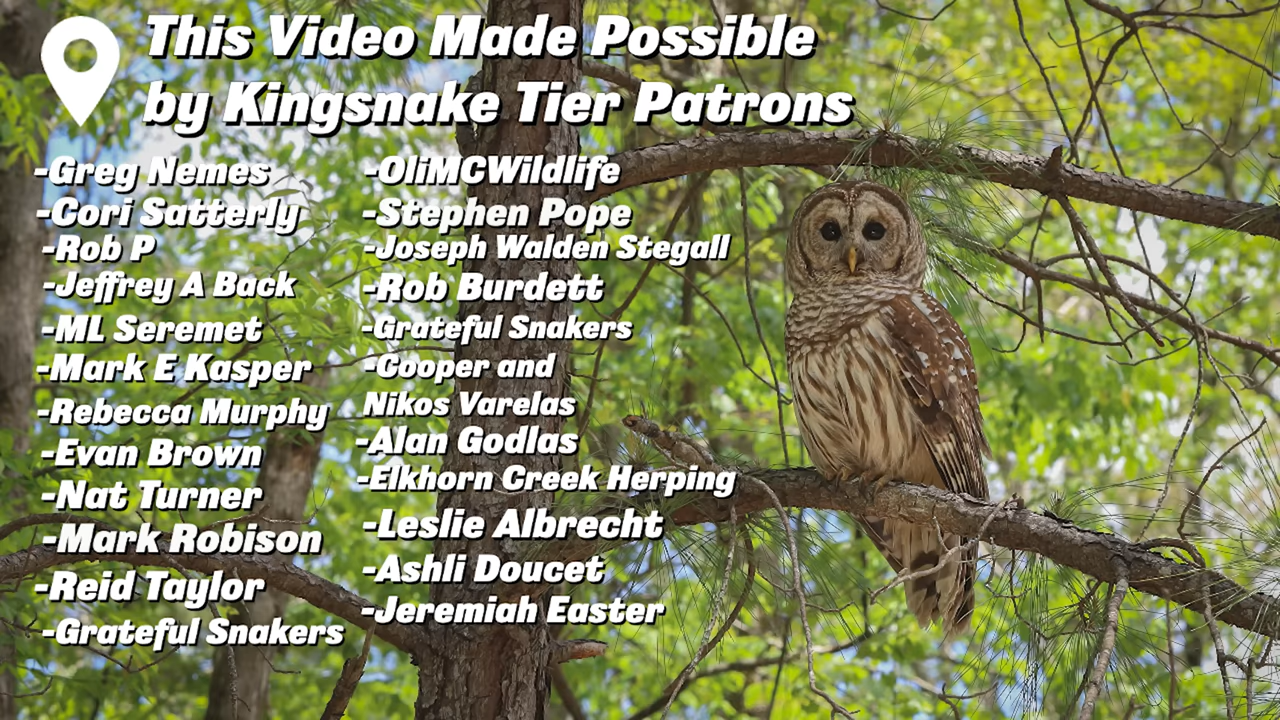 This Video Made Possible
by Kingsnake Tier Patrons
-Greg Nemes
-Cori Satterly
-Rob P
-Jeffrey A Back
-ML Seremet
-Mark E Kasper
-Rebecca Murphy
-Evan Brown
-Nat Turner
-Mark Robison
-Reid Taylor
-Grateful Snakers
-OliMCWildlife
-Stephen Pope
-Joseph Walden Stegall
-Rob Burdett
-Grateful Snakers
-Cooper and
Nikos Varelas
-Alan Godlas
-Elkhorn Creek Herping
-Leslie Albrecht
-Ashli Doucet
-Jeremiah Easter